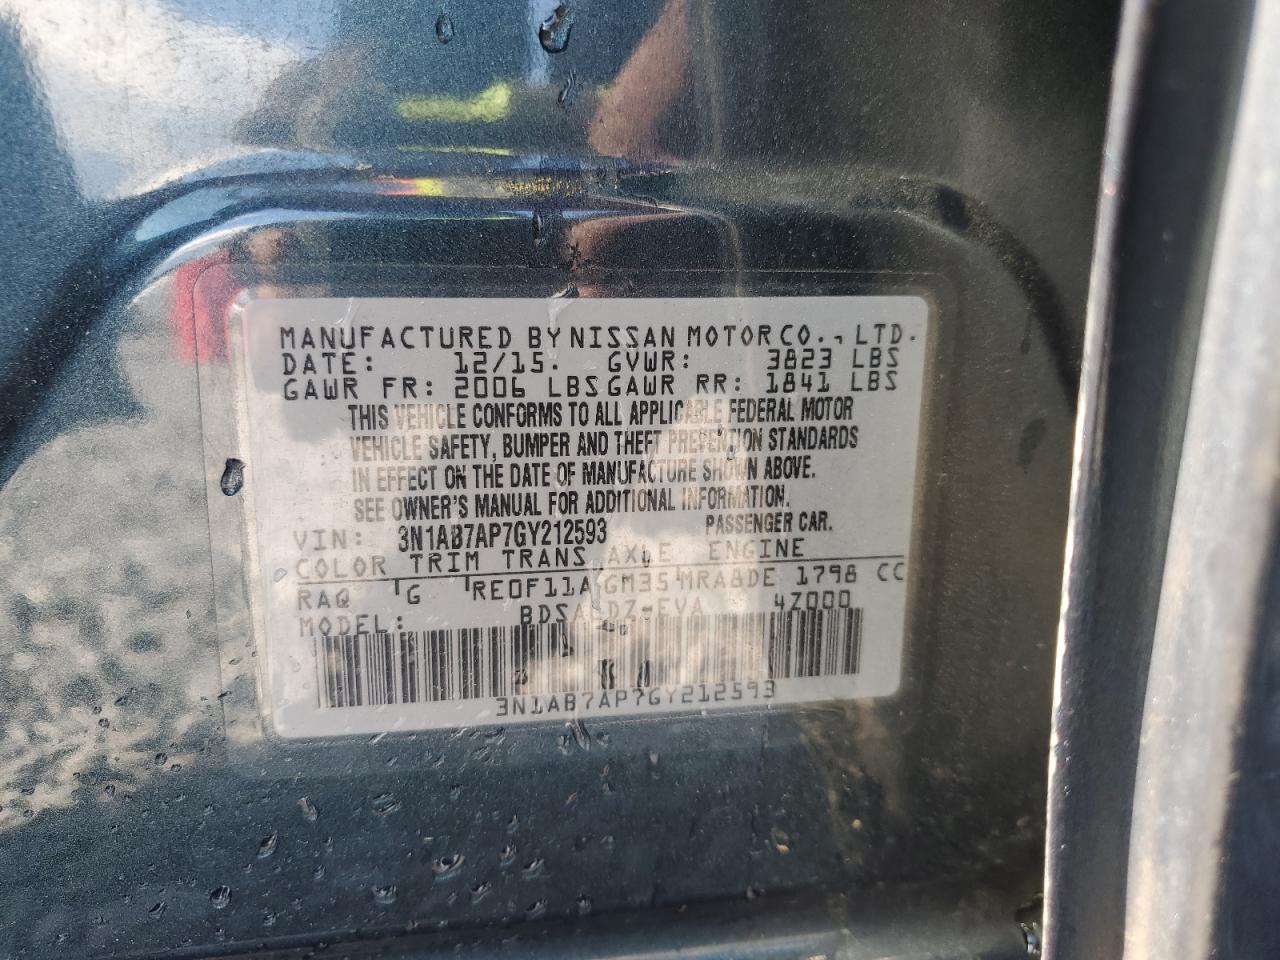 MANUFACTURED BY NISSAN MOTOR CO., LTD.
DATE: 12/15. GVWR: 3823 LBS
GAWR FR: 2006 LBS GAWR RR: 1841 LBS
THIS VEHICLE CONFORMS TO ALL APPLICABLE FEDERAL MOTOR
VEHICLE SAFETY, BUMPER AND THEFT PREVENTION STANDARDS
IN EFFECT ON THE DATE OF MANUFACTURE SHOWN ABOVE.
SEE OWNER'S MANUAL FOR ADDITIONAL INFORMATION.
VIN: 3N1AB7AP7GY212593 PASSENGER CAR.
COLOR TRIM TRANS AXLE ENGINE
RAQ G RE0F11A GM35 MRA8DE 1798 CC
MODEL: 4Z000
3N1AB7AP7GY212593